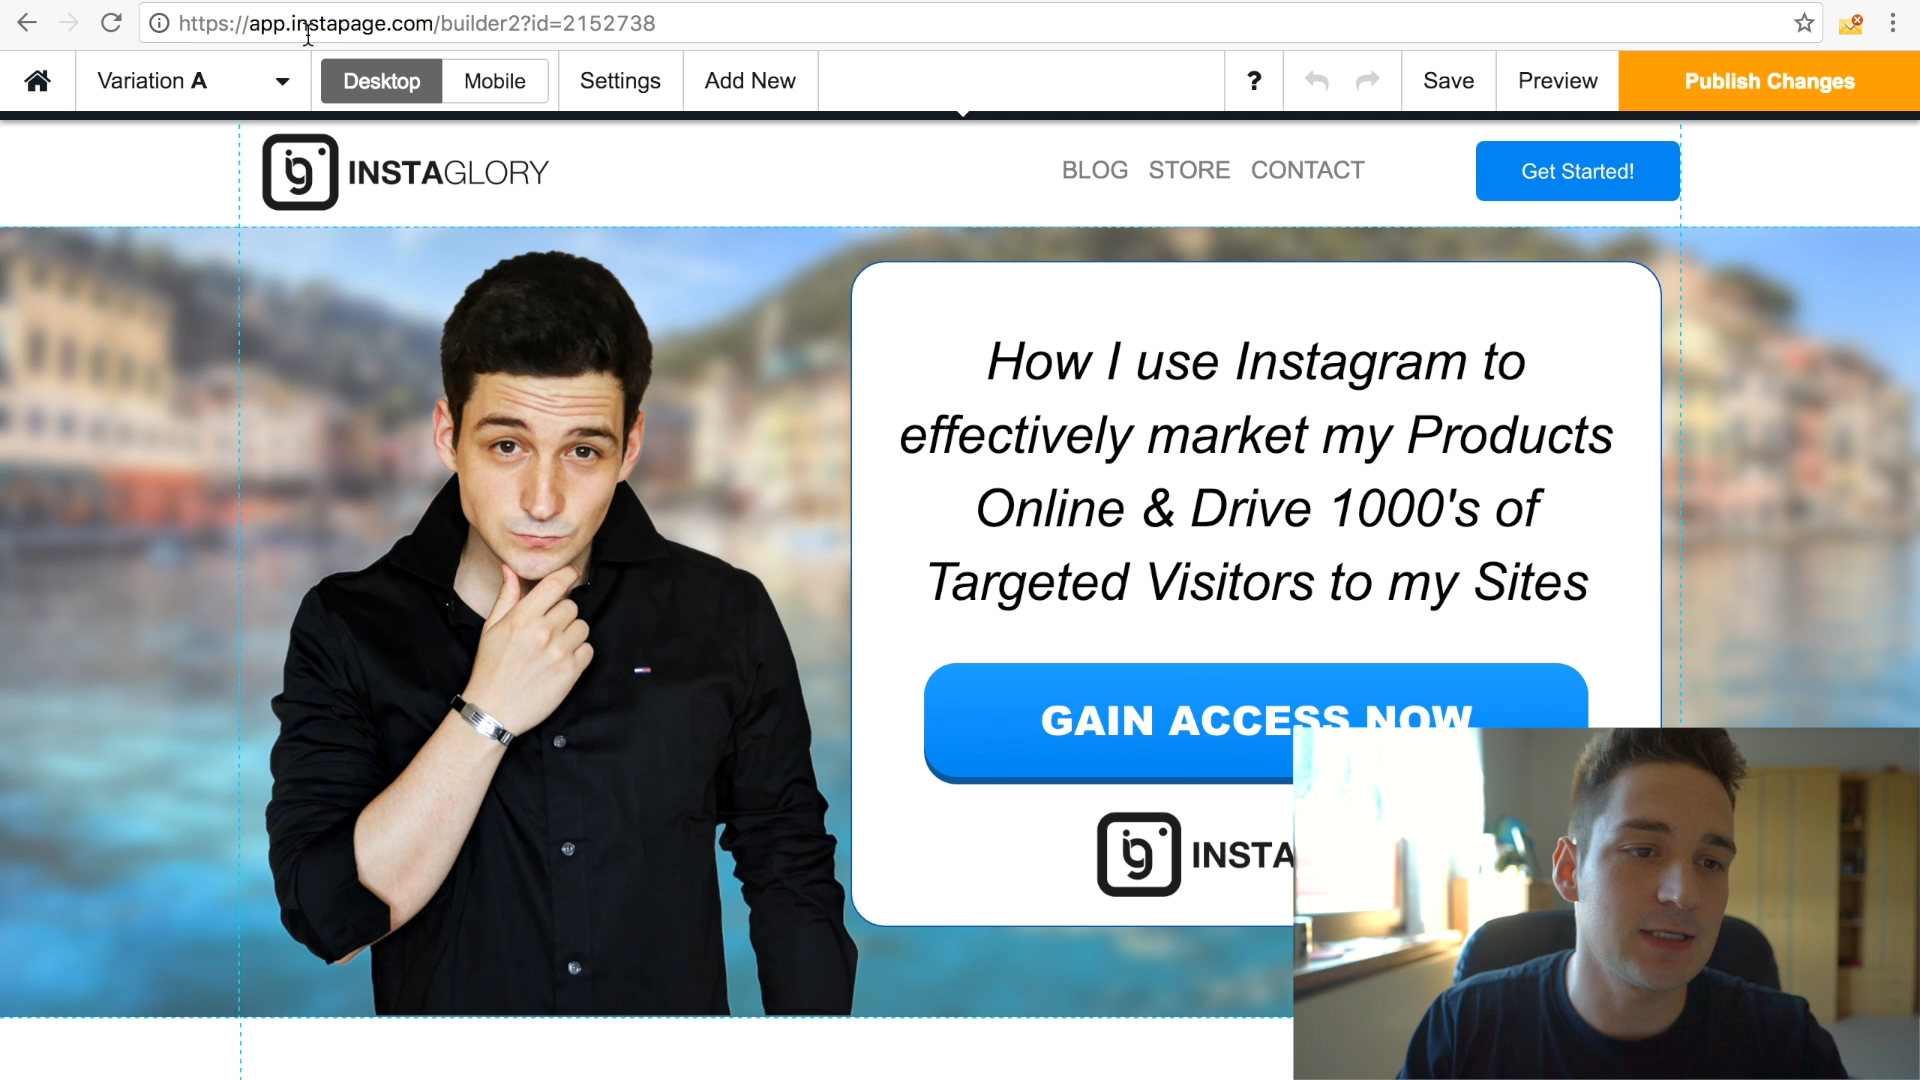 https://app.instapage.com/builder2?id=2152738
Variation A
Desktop
Mobile
Settings
Add New
?
Save
Preview
Publish Changes
INSTAGLORY
BLOG STORE CONTACT
Get Started!
How I use Instagram to
effectively market my Products
Online & Drive 1000's of
Targeted Visitors to my Sites
GAIN ACCESS NOW
INSTA